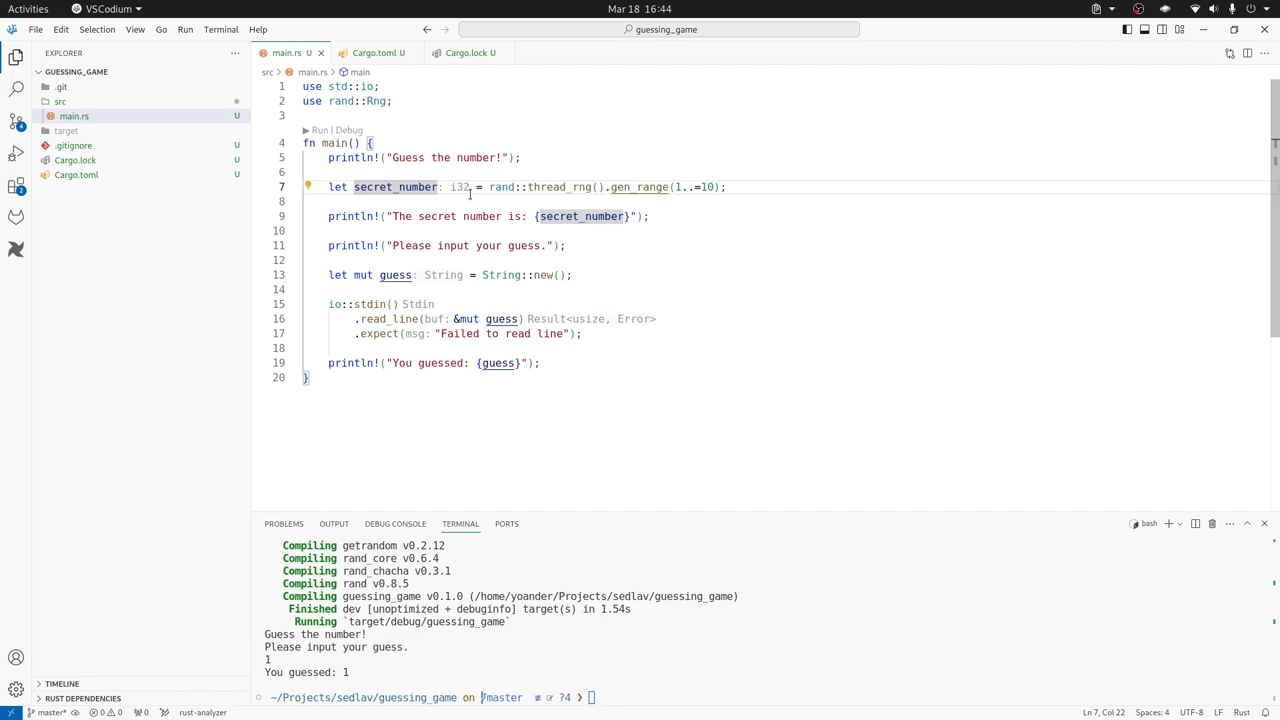 Activities VSCodium Mar 18 16:44
File Edit Selection View Go Run Terminal Help guessing_game
EXPLORER
GUESSING_GAME
.git
src
main.rs U
target
.gitignore U
Cargo.lock U
Cargo.toml U
TIMELINE
RUST DEPENDENCIES
4
2
main.rs U Cargo.toml U Cargo.lock U
src > main.rs > main
1 use std::io;
2 use rand::Rng;
3
Run | Debug
4 fn main() {
5 println!("Guess the number!");
6
7 let secret_number: i32 = rand::thread_rng().gen_range(1..=10);
8
9 println!("The secret number is: {secret_number}");
10
11 println!("Please input your guess.");
12
13 let mut guess: String = String::new();
14
15 io::stdin() Stdin
16 .read_line(buf: &mut guess) Result<usize, Error>
17 .expect(msg: "Failed to read line");
18
19 println!("You guessed: {guess}");
20 }
PROBLEMS OUTPUT DEBUG CONSOLE TERMINAL PORTS bash
Compiling getrandom v0.2.12
Compiling rand_core v0.6.4
Compiling rand_chacha v0.3.1
Compiling rand v0.8.5
Compiling guessing_game v0.1.0 (/home/yoander/Projects/sedlav/guessing_game)
Finished dev [unoptimized + debuginfo] target(s) in 1.54s
Running `target/debug/guessing_game`
Guess the number!
Please input your guess.
1
You guessed: 1
~/Projects/sedlav/guessing_game on master ?4 ❯
master* 0 0 0 rust-analyzer Ln 7, Col 22 Spaces: 4 UTF-8 LF Rust